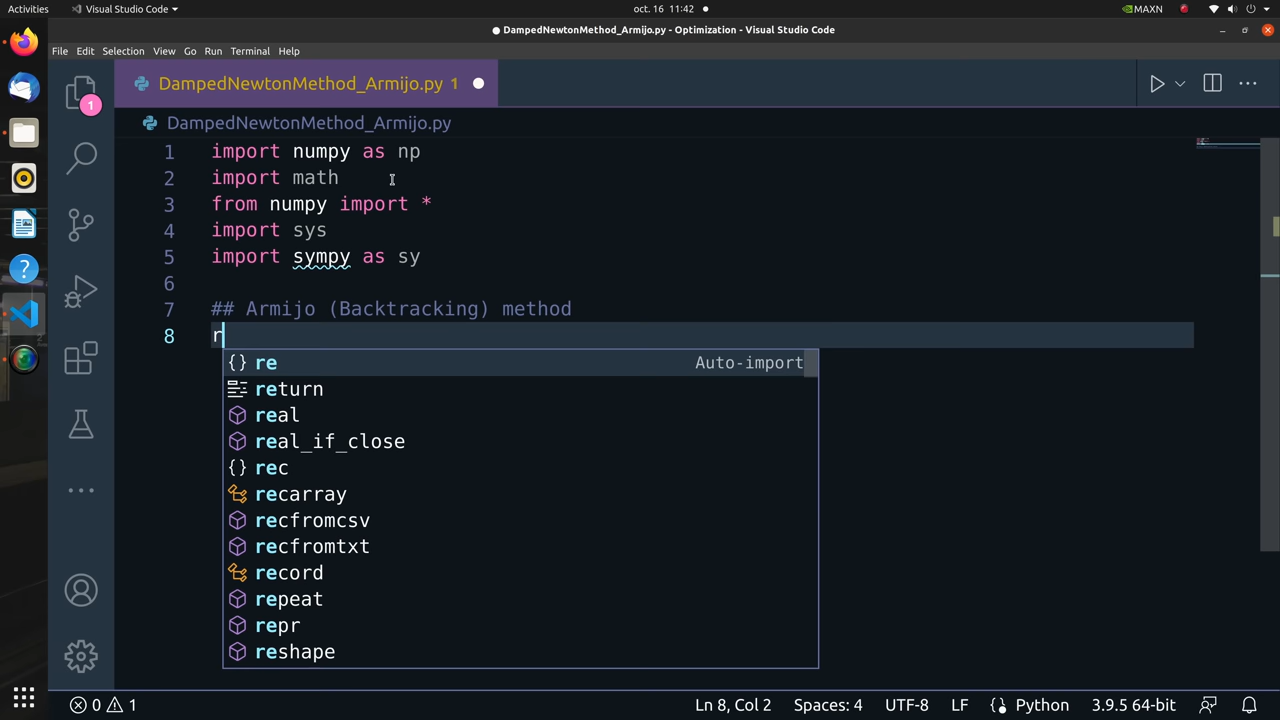 Activities
Visual Studio Code
oct. 16 11:42
MAXN
DampedNewtonMethod_Armijo.py - Optimization - Visual Studio Code
File Edit Selection View Go Run Terminal Help
1
DampedNewtonMethod_Armijo.py 1
DampedNewtonMethod_Armijo.py
1 import numpy as np
2 import math
3 from numpy import *
4 import sys
5 import sympy as sy
6
7 ## Armijo (Backtracking) method
8 r
{} re Auto-import
return
real
real_if_close
{} rec
recarray
recfromcsv
recfromtxt
record
repeat
repr
reshape
0 1 Ln 8, Col 2 Spaces: 4 UTF-8 LF {} Python 3.9.5 64-bit